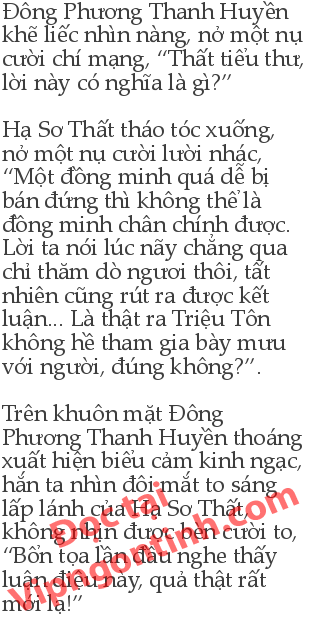 Đông Phương Thanh Huyền
khẽ liếc nhìn nàng, nở một nụ
cười chí mạng, “Thất tiểu thư,
lời này có nghĩa là gì?”
Hạ Sơ Thất tháo tóc xuống,
nở một nụ cười lười nhác,
“Một đồng minh quá dễ bị
bán đứng thì không thể là
đồng minh chân chính được.
Lời ta nói lúc nãy chẳng qua
chỉ thăm dò ngươi thôi, tất
nhiên cũng rút ra được kết
luận... Là thật ra Triệu Tôn
không hề tham gia bày mưu
với người, đúng không?”.
Trên khuôn mặt Đông
Phương Thanh Huyền thoáng
xuất hiện biểu cảm kinh ngạc,
hắn ta nhìn đôi mắt to sáng
lấp lánh của Hạ Sơ Thất,
không nhịn được bèn cười to,
“Bổn tọa lần đầu nghe thấy
luận điệu này, quả thật rất
mới lạ!”
Đọc tại
Vipngontinh.com